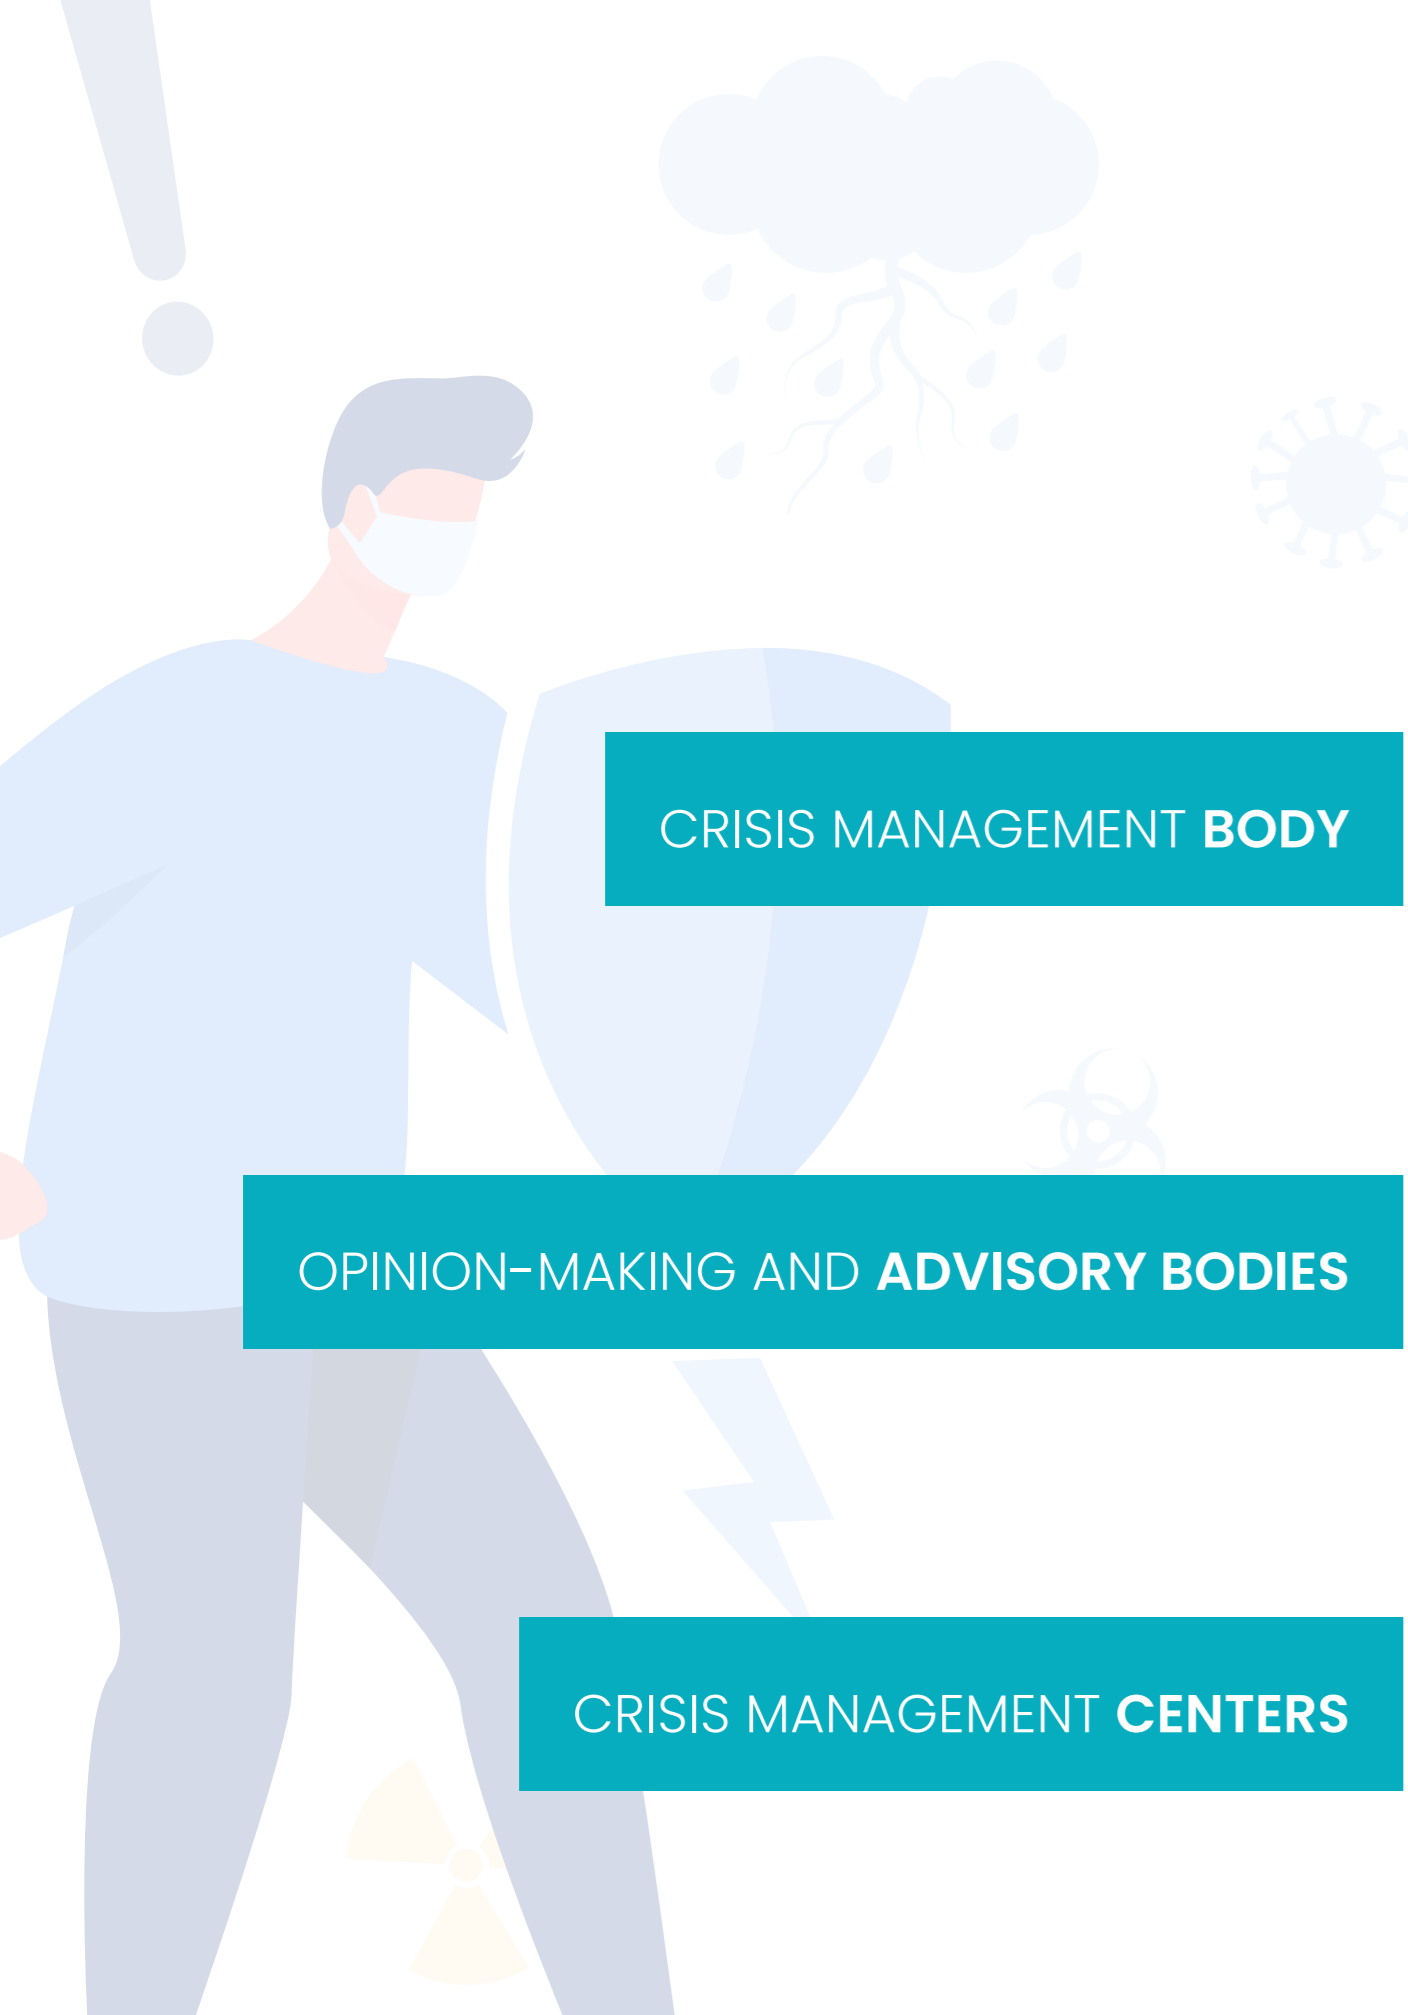 CRISIS MANAGEMENT BODY
OPINION-MAKING AND ADVISORY BODIES
CRISIS MANAGEMENT CENTERS